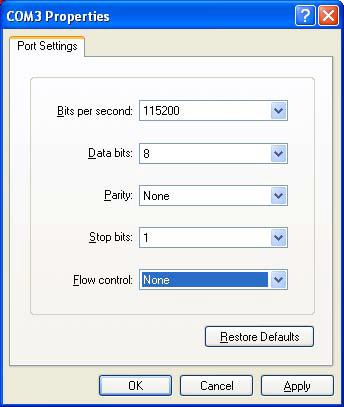 COM3 Properties
Port Settings
Bits per second: 115200
Data bits: 8
Parity: None
Stop bits: 1
Flow control: None
Restore Defaults
OK Cancel Apply